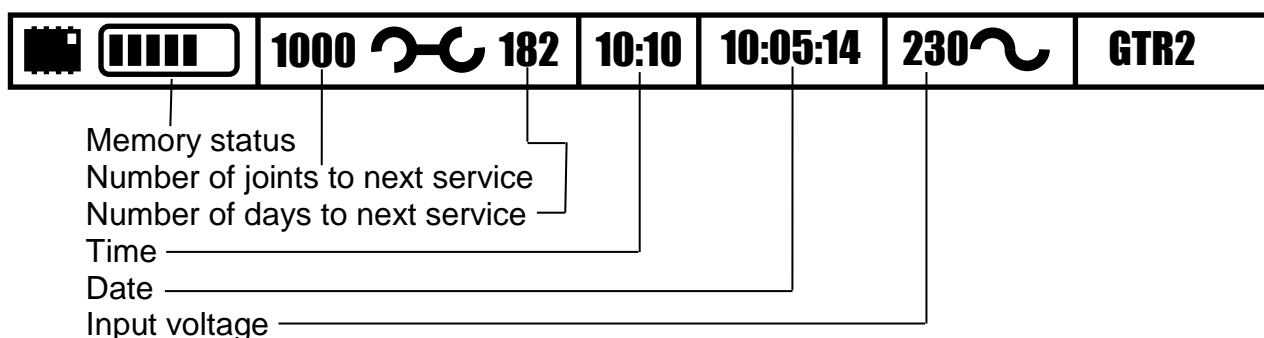 1000 182 10:10 10:05:14 230 GTR2
Memory status
Number of joints to next service
Number of days to next service
Time
Date
Input voltage